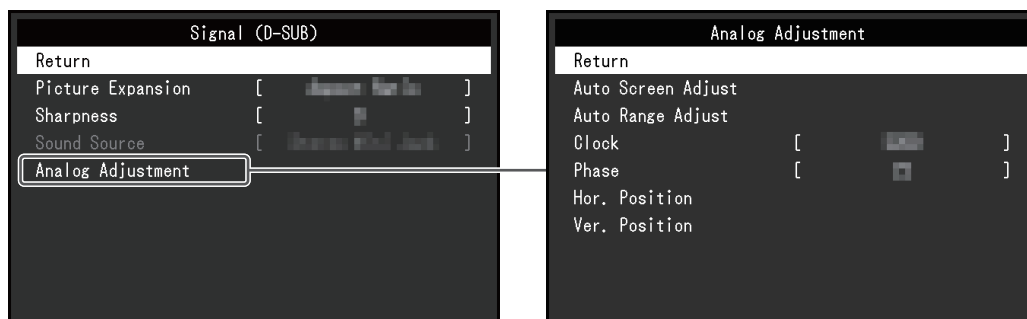 Signal (D-SUB)
Return
Picture Expansion [ ]
Sharpness [ ]
Sound Source [ ]
Analog Adjustment
Analog Adjustment
Return
Auto Screen Adjust
Auto Range Adjust
Clock [ ]
Phase [ ]
Hor. Position
Ver. Position